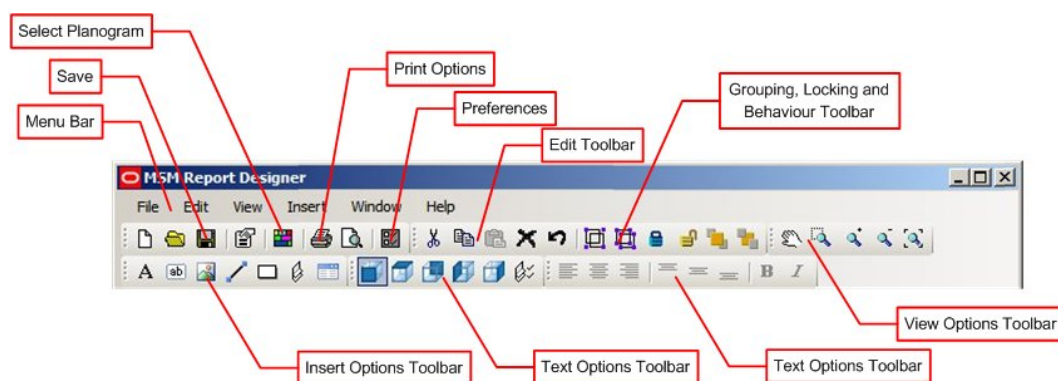 Select Planogram
Save
Menu Bar
Print Options
Preferences
Edit Toolbar
Grouping, Locking and
Behaviour Toolbar
MSM Report Designer
File Edit View Insert Window Help
A ab B I
View Options Toolbar
Insert Options Toolbar
Text Options Toolbar
Text Options Toolbar